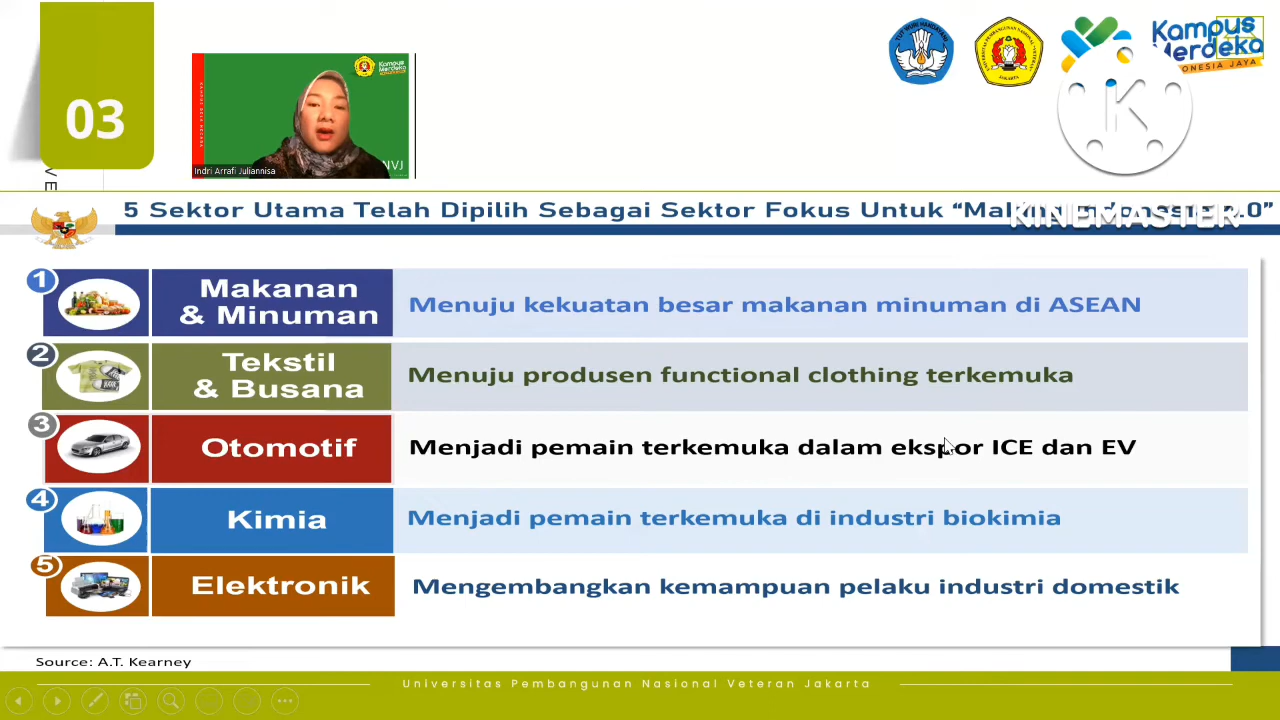 03
Kampus
Merdeka
INDONESIA JAYA
Indri Arrafi Juliannisa
5 Sektor Utama Telah Dipilih Sebagai Sektor Fokus Untuk
KINEMASTER
1
Makanan
& Minuman
Menuju kekuatan besar makanan minuman di ASEAN
2
Tekstil
& Busana
Menuju produsen functional clothing terkemuka
3
Otomotif
Menjadi pemain terkemuka dalam ekspor ICE dan EV
4
Kimia
Menjadi pemain terkemuka di industri biokimia
5
Elektronik
Mengembangkan kemampuan pelaku industri domestik
Source: A.T. Kearney
Universitas Pembangunan Nasional Veteran Jakarta